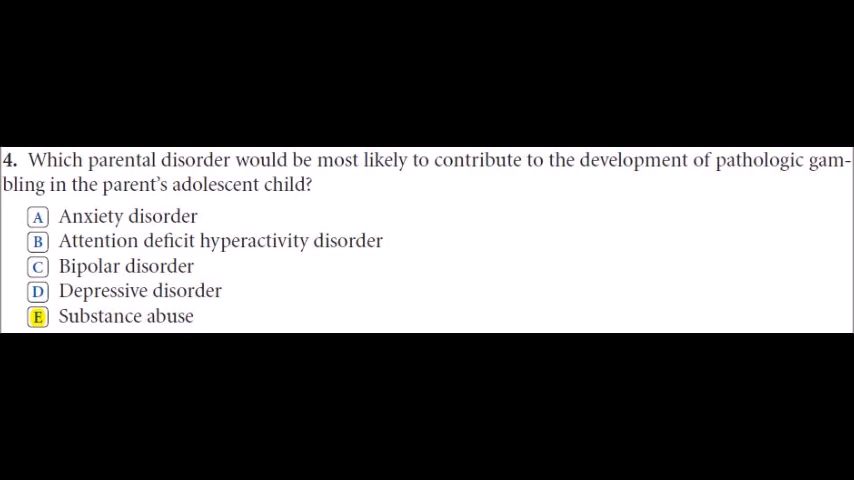 4. Which parental disorder would be most likely to contribute to the development of pathologic gam-
bling in the parent's adolescent child?
A Anxiety disorder
B Attention deficit hyperactivity disorder
C Bipolar disorder
D Depressive disorder
E Substance abuse